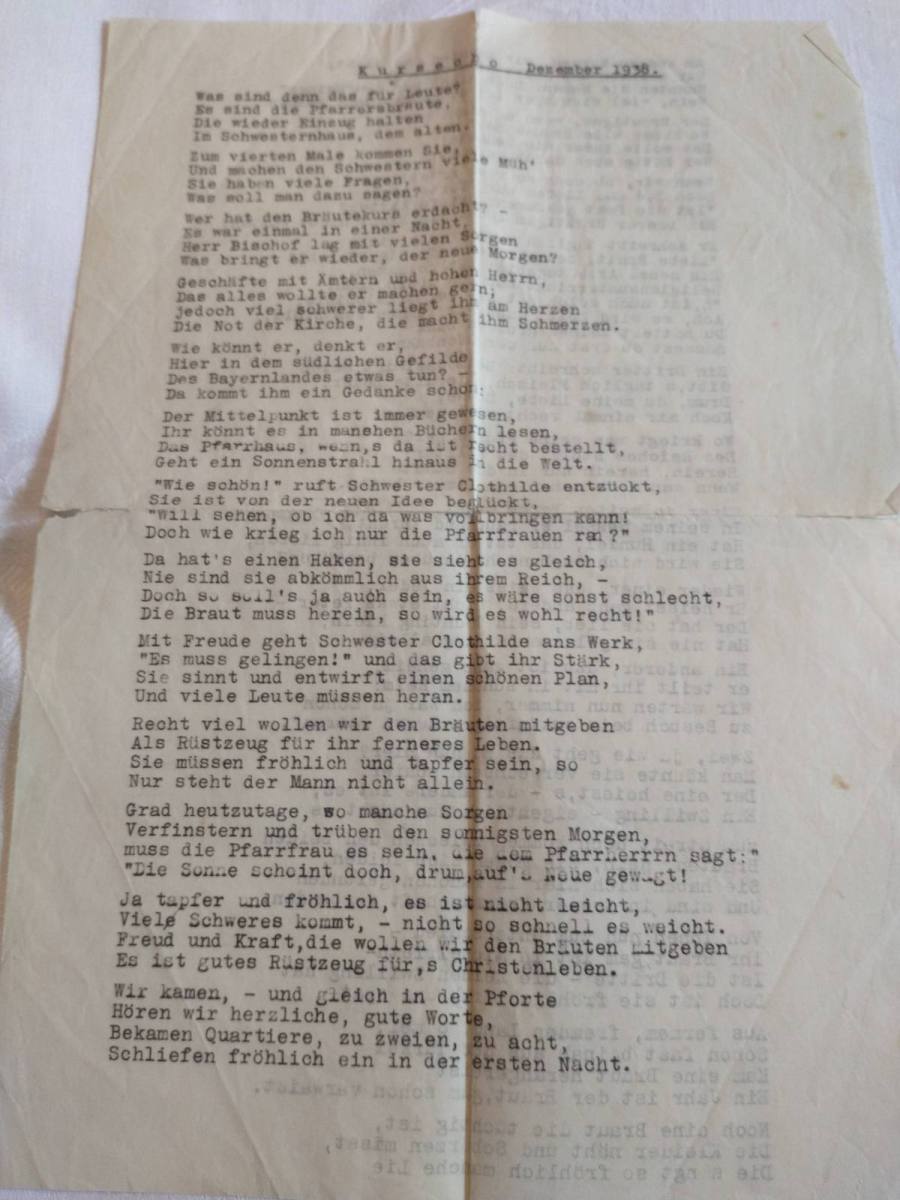 Kursecho Dezember 1938.
Was sind denn das für Leute?
Es sind die Pfarrersbräute,
Die wieder Einzug halten
Im Schwesternhaus, dem alten.
Zum vierten Male kommen Sie,
Und machen den Schwestern viele Müh'
Sie haben viele Fragen,
Was soll man dazu sagen?
Wer hat den Bräutekurs erdacht? -
Es war einmal in einer Nacht,
Herr Bischof lag mit vielen Sorgen
Was bringt er wieder, der neue Morgen?
Geschäfte mit Ämtern und hohen Herrn,
Das alles wollte er machen gern;
jedoch viel schwerer liegt ihm am Herzen
Die Not der Kirche, die macht ihm Schmerzen.
Wie könnt er, denkt er,
Hier in dem südlichen Gefilde
Des Bayernlandes etwas tun? -
Da kommt ihm ein Gedanke schon:
Der Mittelpunkt ist immer gewesen,
Ihr könnt es in manchen Büchern lesen,
Das Pfarrhaus, wenn,s da ist recht bestellt,
Geht ein Sonnenstrahl hinaus in die Welt.
"Wie schön!" ruft Schwester Clothilde entzückt,
Sie ist von der neuen Idee beglückt,
"Will sehen, ob ich da was vollbringen kann!
Doch wie krieg ich nur die Pfarrfrauen ran?"
Da hat's einen Haken, sie sieht es gleich,
Nie sind sie abkömmlich aus ihrem Reich, -
Doch so soll's ja auch sein, es wäre sonst schlecht,
Die Braut muss herein, so wird es wohl recht!"
Mit Freude geht Schwester Clothilde ans Werk,
"Es muss gelingen!" und das gibt ihr Stärk,
Sie sinnt und entwirft einen schönen Plan,
Und viele Leute müssen heran.
Recht viel wollen wir den Bräuten mitgeben
Als Rüstzeug für ihr ferneres Leben.
Sie müssen fröhlich und tapfer sein, so
Nur steht der Mann nicht allein.
Grad heutzutage, wo manche Sorgen
Verfinstern und trüben den sonnigsten Morgen,
muss die Pfarrfrau es sein, die dem Pfarrherrrn sagt:"
"Die Sonne scheint doch, drum,auf's Neue gewagt!
Ja tapfer und fröhlich, es ist nicht leicht,
Viele Schweres kommt, - nicht so schnell es weicht.
Freud und Kraft,die wollen wir den Bräuten mitgeben
Es ist gutes Rüstzeug für,s Christenleben.
Wir kamen, - und gleich in der Pforte
Hören wir herzliche, gute Worte,
Bekamen Quartiere, zu zweien, zu acht,
Schliefen fröhlich ein in der ersten Nacht.